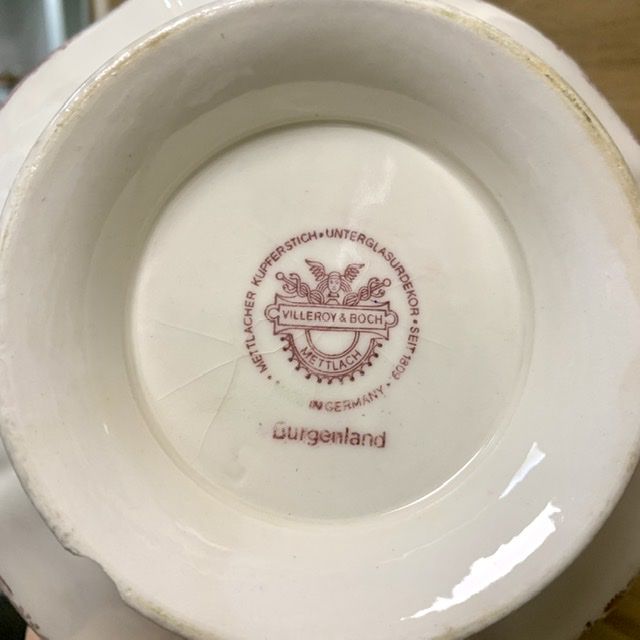 METTLACHER KUPFERSTICH • UNTERGLASURDEKOR • SEIT 1809
VILLEROY & BOCH
METTLACH
IN GERMANY
Burgenland